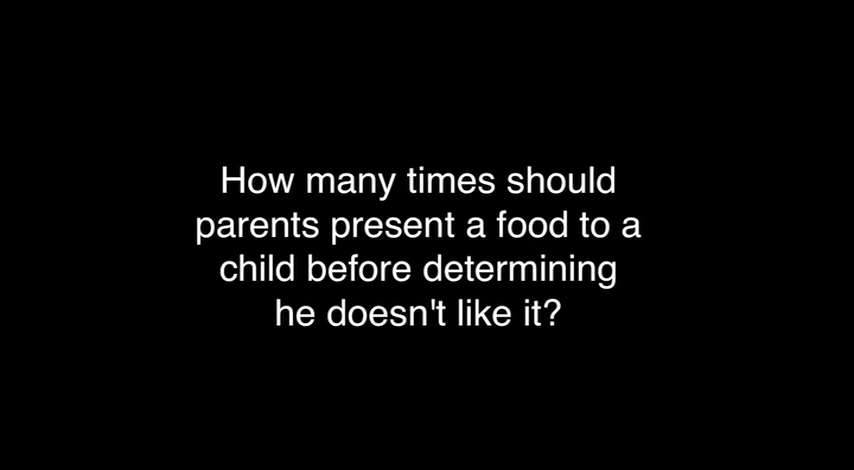 How many times should
parents present a food to a
child before determining
he doesn't like it?